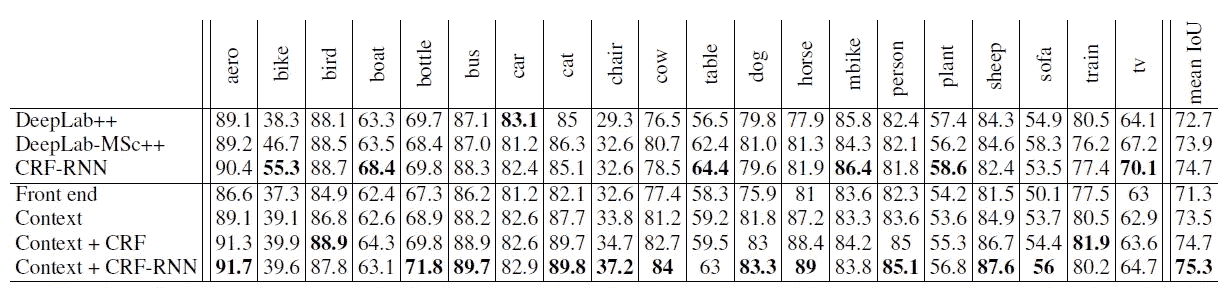 aero bike bird boat bottle bus car cat chair cow table dog horse mbike person plant sheep sofa train tv mean IoU
DeepLab++ 89.1 38.3 88.1 63.3 69.7 87.1 83.1 85 29.3 76.5 56.5 79.8 77.9 85.8 82.4 57.4 84.3 54.9 80.5 64.1 72.7
DeepLab-MSc++ 89.2 46.7 88.5 63.5 68.4 87.0 81.2 86.3 32.6 80.7 62.4 81.0 81.3 84.3 82.1 56.2 84.6 58.3 76.2 67.2 73.9
CRF-RNN 90.4 55.3 88.7 68.4 69.8 88.3 82.4 85.1 32.6 78.5 64.4 79.6 81.9 86.4 81.8 58.6 82.4 53.5 77.4 70.1 74.7
Front end 86.6 37.3 84.9 62.4 67.3 86.2 81.2 82.1 32.6 77.4 58.3 75.9 81 83.6 82.3 54.2 81.5 50.1 77.5 63 71.3
Context 89.1 39.1 86.8 62.6 68.9 88.2 82.6 87.7 33.8 81.2 59.2 81.8 87.2 83.3 83.6 53.6 84.9 53.7 80.5 62.9 73.5
Context + CRF 91.3 39.9 88.9 64.3 69.8 88.9 82.6 89.7 34.7 82.7 59.5 83 88.4 84.2 85 55.3 86.7 54.4 81.9 63.6 74.7
Context + CRF-RNN 91.7 39.6 87.8 63.1 71.8 89.7 82.9 89.8 37.2 84 63 83.3 89 83.8 85.1 56.8 87.6 56 80.2 64.7 75.3